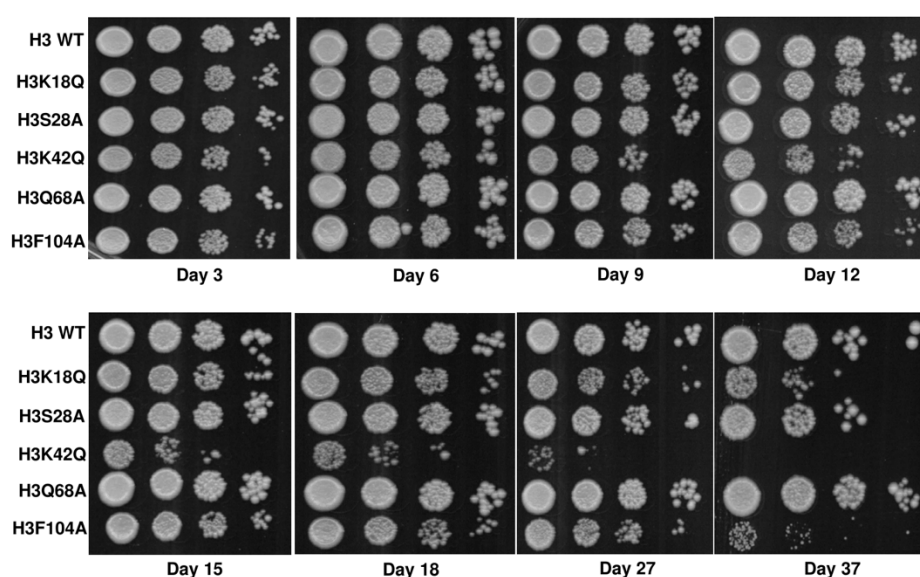 H3 WT
H3K18Q
H3S28A
H3K42Q
H3Q68A
H3F104A
Day 3 Day 6 Day 9 Day 12
H3 WT
H3K18Q
H3S28A
H3K42Q
H3Q68A
H3F104A
Day 15 Day 18 Day 27 Day 37